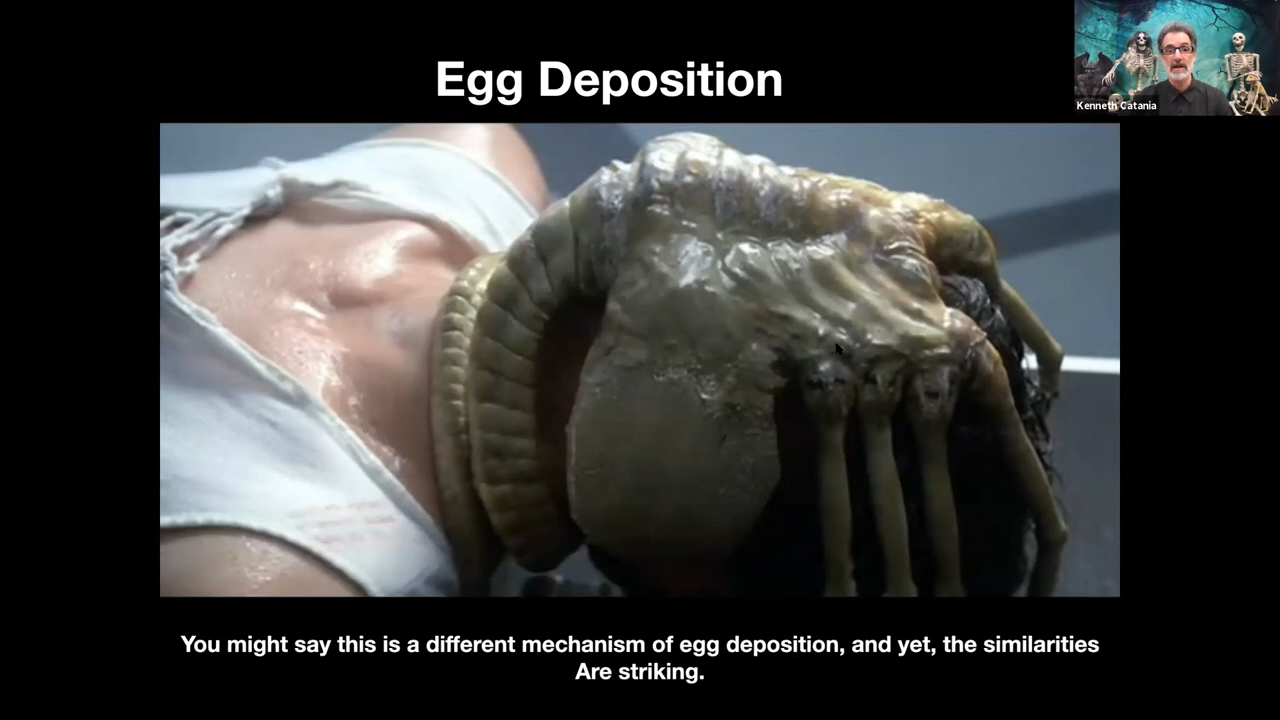 Egg Deposition
Kenneth Catania
You might say this is a different mechanism of egg deposition, and yet, the similarities
Are striking.